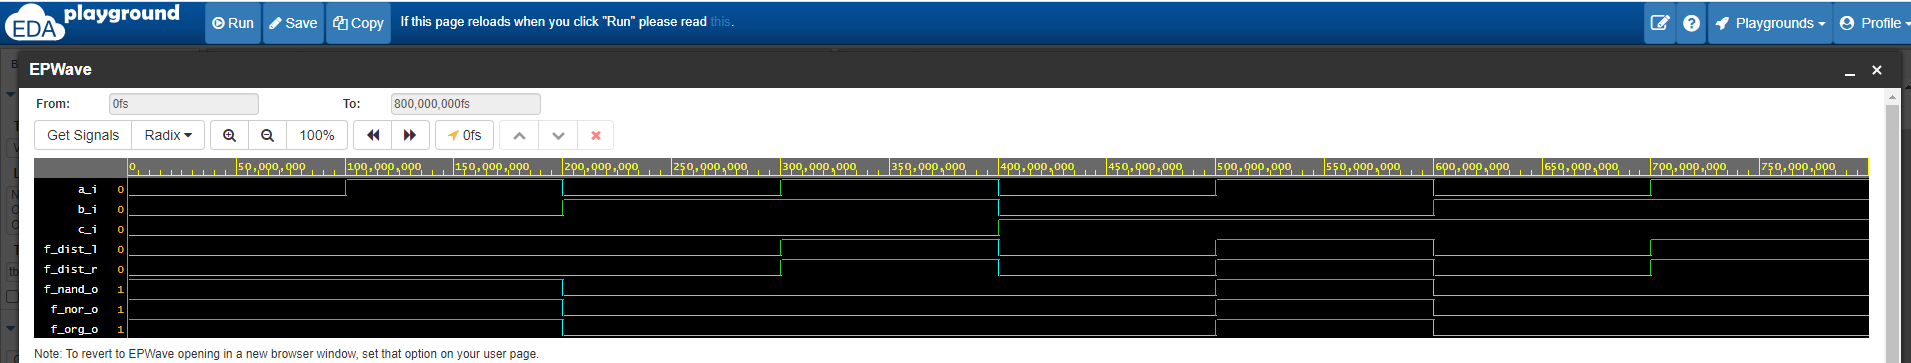 EDA playground Run Save Copy If this page reloads when you click "Run" please read this. Playgrounds Profile
EPWave
From: 0fs To: 800,000,000fs
Get Signals Radix 100% 0fs
0 50,000,000 100,000,000 150,000,000 200,000,000 250,000,000 300,000,000 350,000,000 400,000,000 450,000,000 500,000,000 550,000,000 600,000,000 650,000,000 700,000,000 750,000,000
a_i 0
b_i 0
c_i 0
f_dist_l 0
f_dist_r 0
f_nand_o 1
f_nor_o 1
f_org_o 1
Note: To revert to EPWave opening in a new browser window, set that option on your user page.